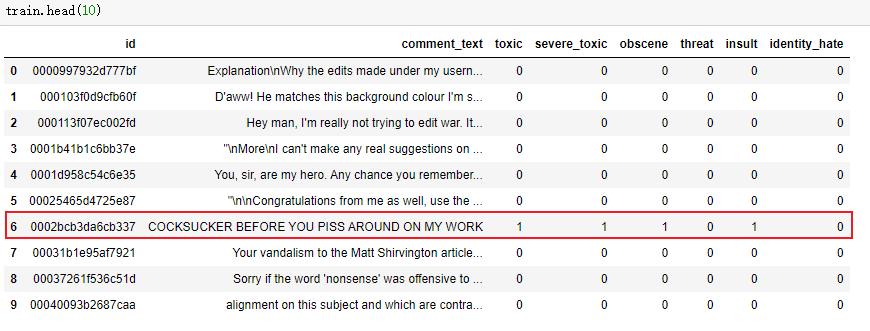 train.head(10)
id comment_text toxic severe_toxic obscene threat insult identity_hate
0 0000997932d777bf Explanation\nWhy the edits made under my usern... 0 0 0 0 0 0
1 000103f0d9cfb60f D'aww! He matches this background colour I'm s... 0 0 0 0 0 0
2 000113f07ec002fd Hey man, I'm really not trying to edit war. It... 0 0 0 0 0 0
3 0001b41b1c6bb37e "\nMore\nI can't make any real suggestions on ... 0 0 0 0 0 0
4 0001d958c54c6e35 You, sir, are my hero. Any chance you remember... 0 0 0 0 0 0
5 00025465d4725e87 "\n\nCongratulations from me as well, use the ... 0 0 0 0 0 0
6 0002bcb3da6cb337 COCKSUCKER BEFORE YOU PISS AROUND ON MY WORK 1 1 1 0 1 0
7 00031b1e95af7921 Your vandalism to the Matt Shirvington article... 0 0 0 0 0 0
8 00037261f536c51d Sorry if the word 'nonsense' was offensive to ... 0 0 0 0 0 0
9 00040093b2687caa alignment on this subject and which are contra... 0 0 0 0 0 0